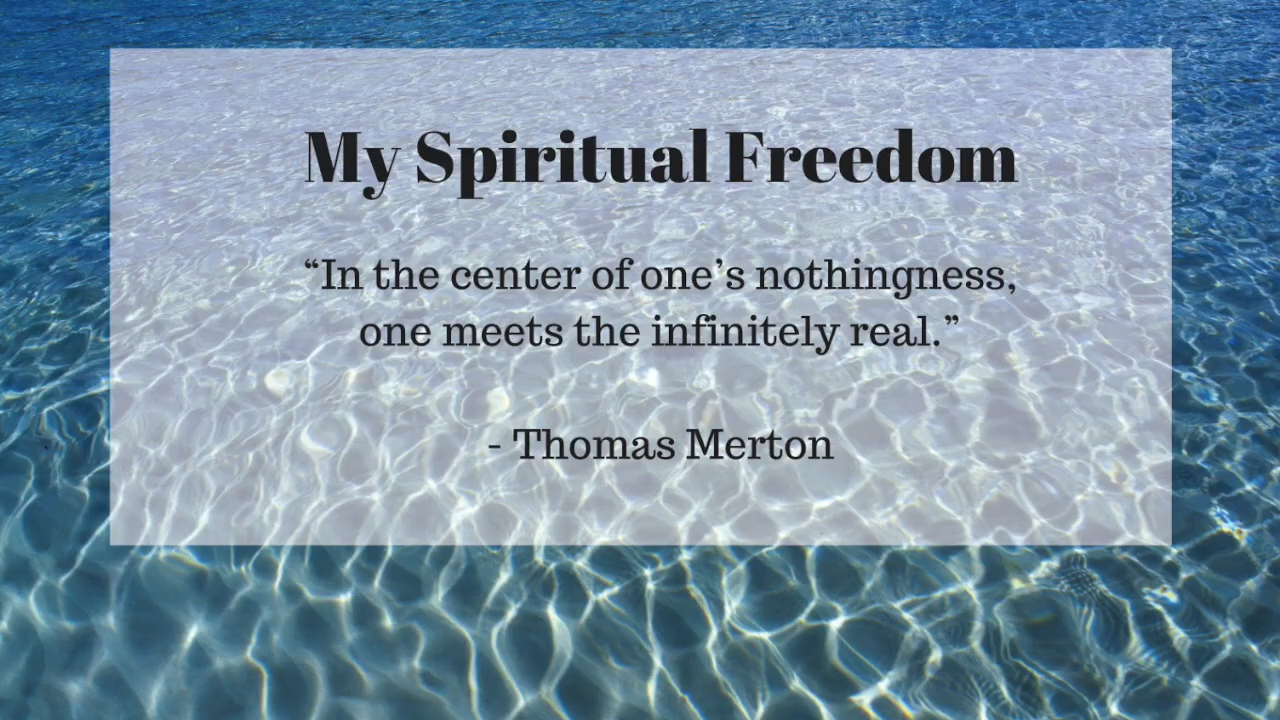 My Spiritual Freedom
“In the center of one’s nothingness,
one meets the infinitely real.”
- Thomas Merton